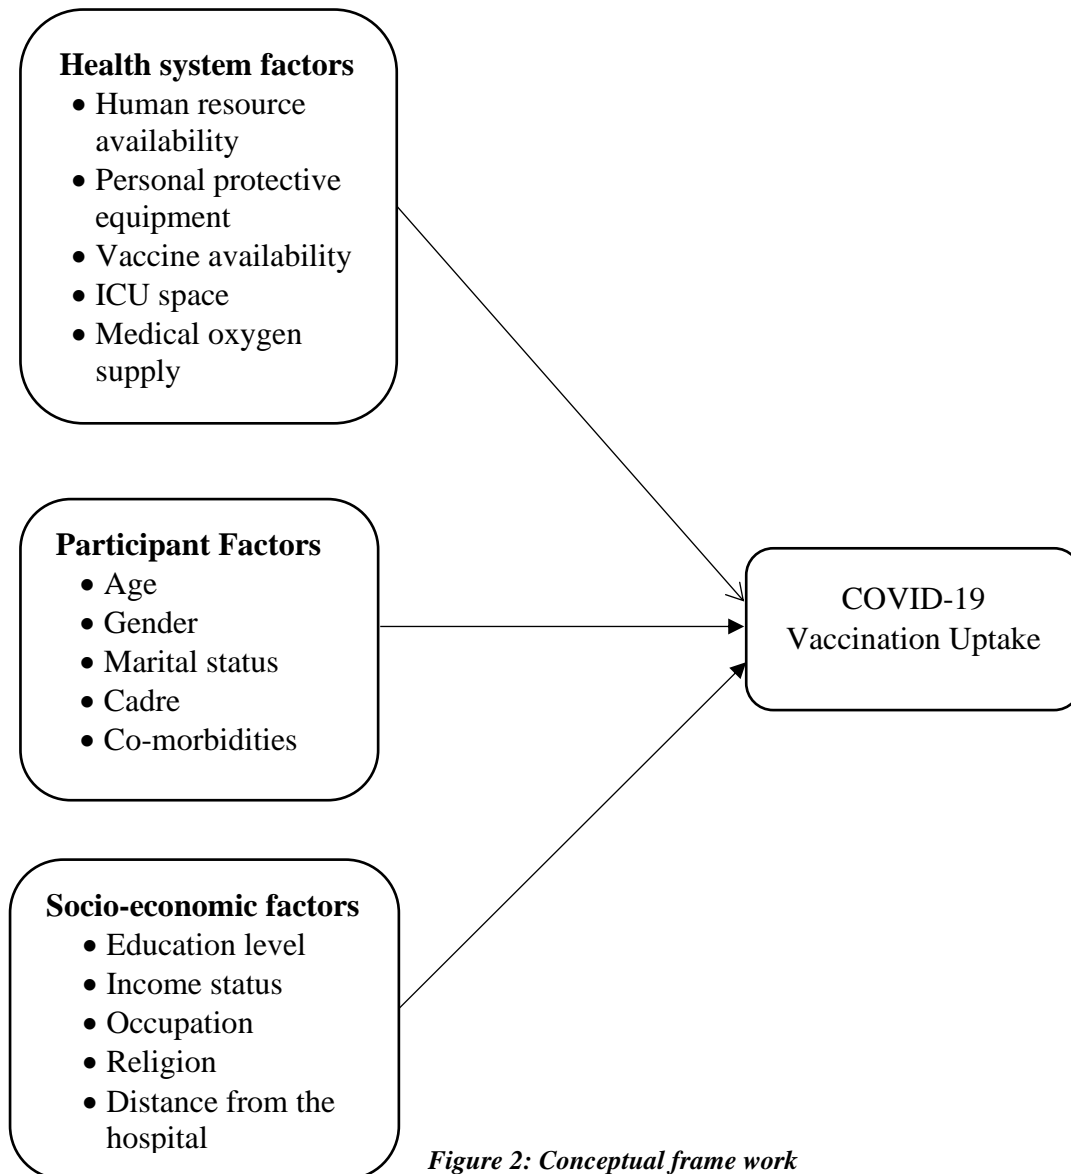 Health system factors
• Human resource
availability
• Personal protective
equipment
• Vaccine availability
• ICU space
• Medical oxygen
supply
Participant Factors
• Age
• Gender
• Marital status
• Cadre
• Co-morbidities
COVID-19
Vaccination Uptake
Socio-economic factors
• Education level
• Income status
• Occupation
• Religion
• Distance from the
hospital
Figure 2: Conceptual frame work